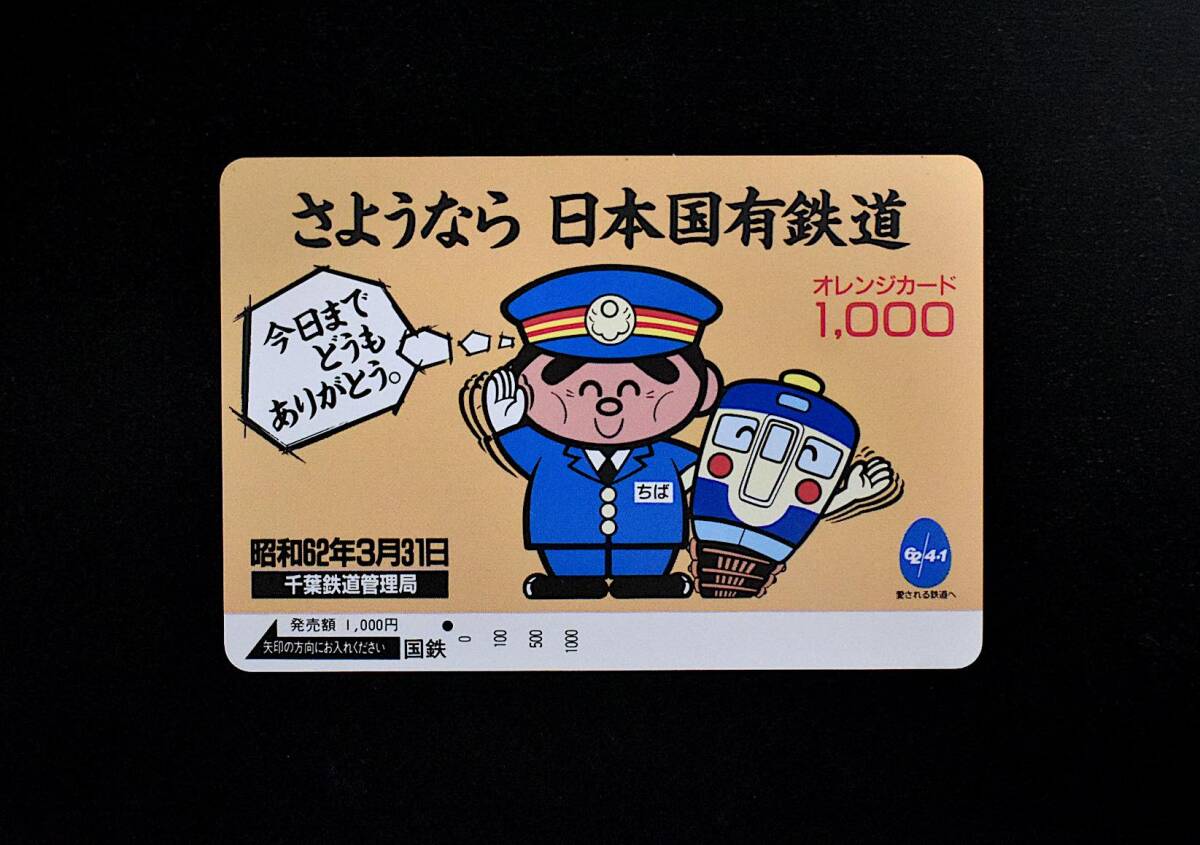 さようなら 日本国有鉄道
オレンジカード
1,000
今日まで
どうも
ありがとう。
ちば
昭和62年3月31日
千葉鉄道管理局
62/4・1
愛される鉄道へ
発売額 1,000円
矢印の方向にお入れください
国鉄
0 100 500 1000